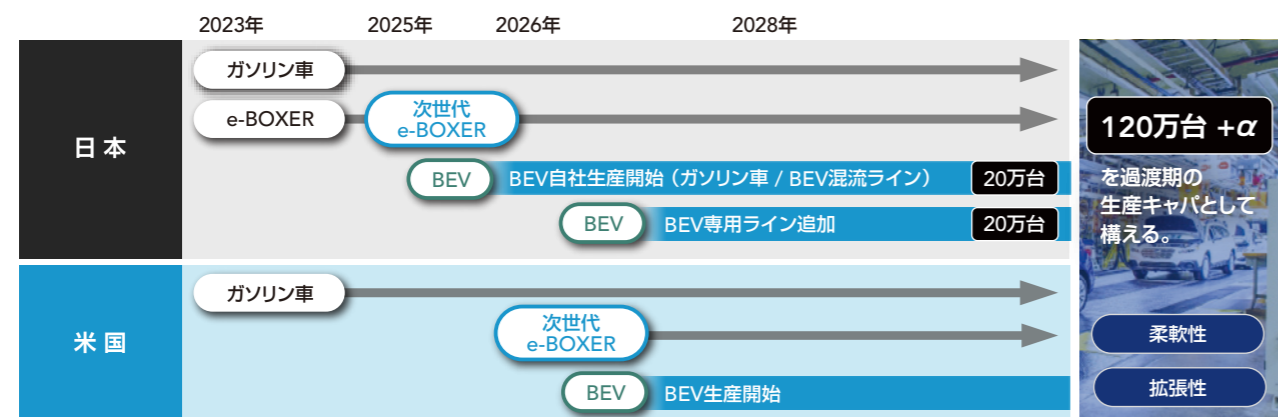 2023年 2025年 2026年 2028年
日本
ガソリン車
e-BOXER
次世代
e-BOXER
BEV BEV自社生産開始(ガソリン車 / BEV混流ライン) 20万台
BEV BEV専用ライン追加 20万台
米国
ガソリン車
次世代
e-BOXER
BEV BEV生産開始
120万台 +α
を過渡期の
生産キャパとして
構える。
柔軟性
拡張性